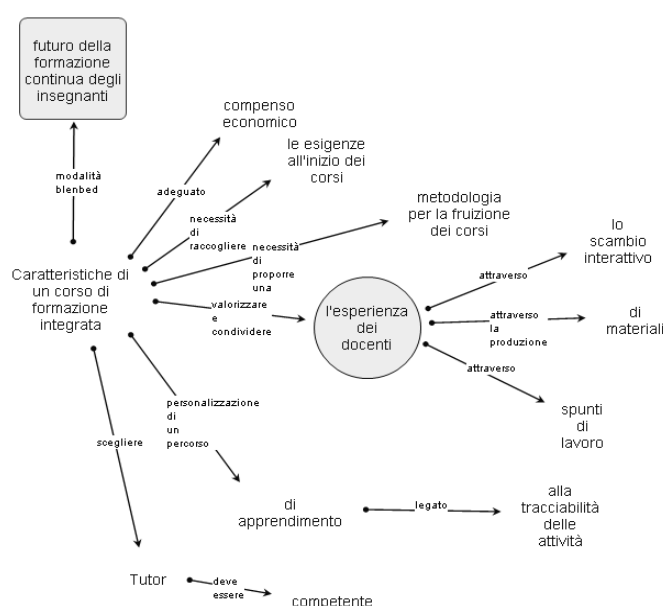 futuro della
formazione
continua degli
insegnanti
modalità
blenbed
compenso
economico
adeguato
le esigenze
all'inizio dei
corsi
necessità
di
raccogliere
metodologia
per la fruizione
dei corsi
necessità
di
proporre una
Caratteristiche di
un corso di
formazione
integrata
valorizzare
e
condividere
l'esperienza
dei
docenti
attraverso
lo
scambio
interattivo
attraverso
la
produzione
di
materiali
attraverso
spunti
di
lavoro
personalizzazione
di
un
percorso
di
apprendimento
legato
alla
tracciabilità
delle
attività
scegliere
Tutor
deve
essere
competente